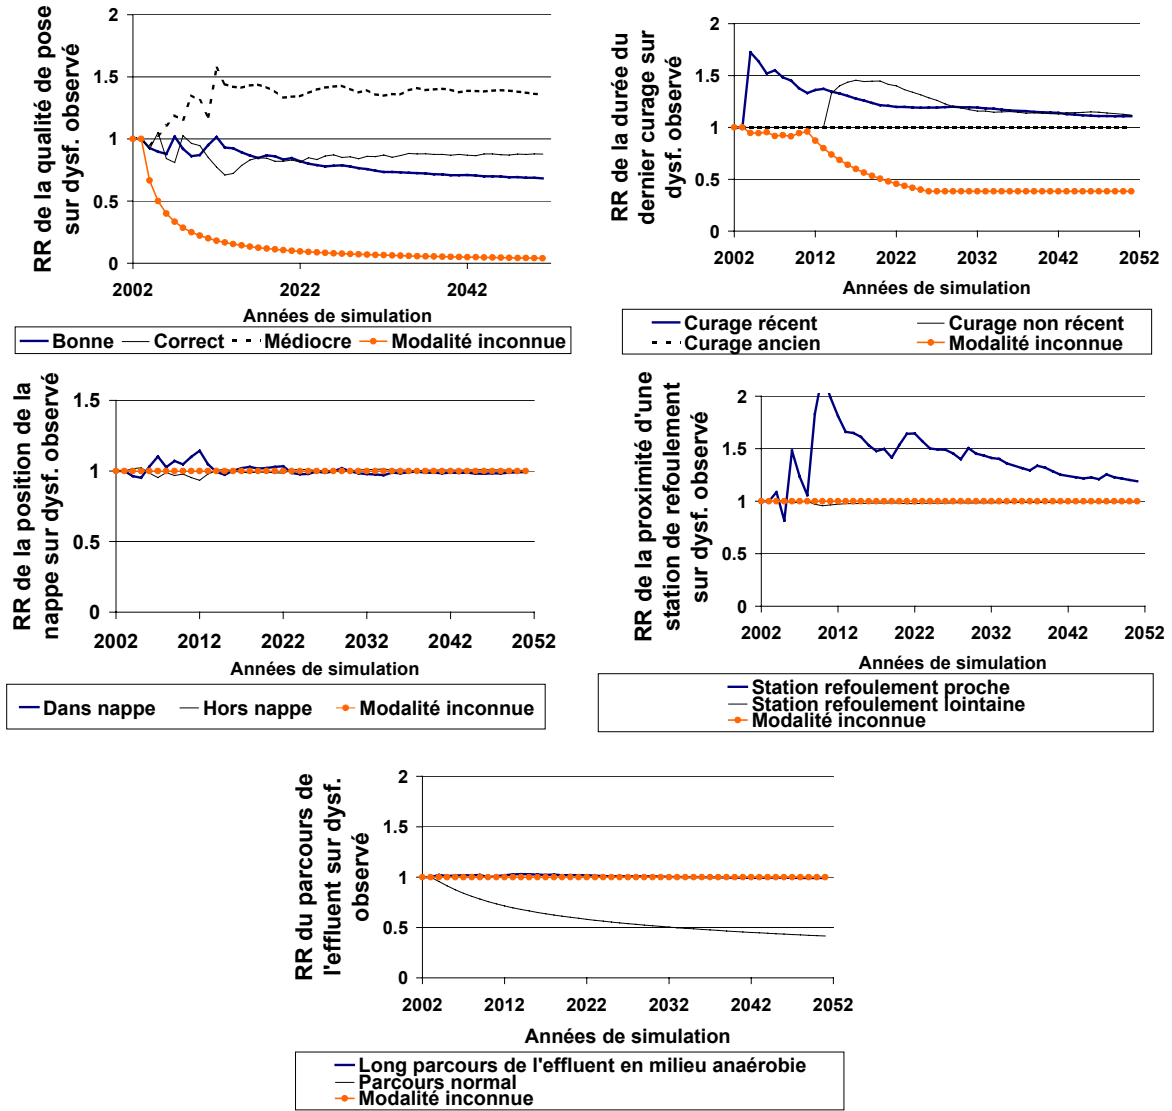 RR de la qualité de pose
sur dysf. observé
2
1.5
1
0.5
0
2002 2022 2042
Années de simulation
Bonne Correct Médiocre Modalité inconnue
RR de la durée du
dernier curage sur
dysf. observé
2
1.5
1
0.5
0
2002 2012 2022 2032 2042 2052
Années de simulation
Curage récent Curage non récent
Curage ancien Modalité inconnue
RR de la position de la
nappe sur dysf. observé
1.5
1
0.5
0
2002 2012 2022 2032 2042 2052
Années de simulation
Dans nappe Hors nappe Modalité inconnue
RR de la proximité d'une
station de refoulement
sur dysf. observé
2
1.5
1
0.5
0
2002 2012 2022 2032 2042 2052
Années de simulation
Station refoulement proche
Station refoulement lointaine
Modalité inconnue
RR du parcours de
l'effluent sur dysf.
observé
2
1.5
1
0.5
0
2002 2012 2022 2032 2042 2052
Années de simulation
Long parcours de l'effluent en milieu anaérobie
Parcours normal
Modalité inconnue